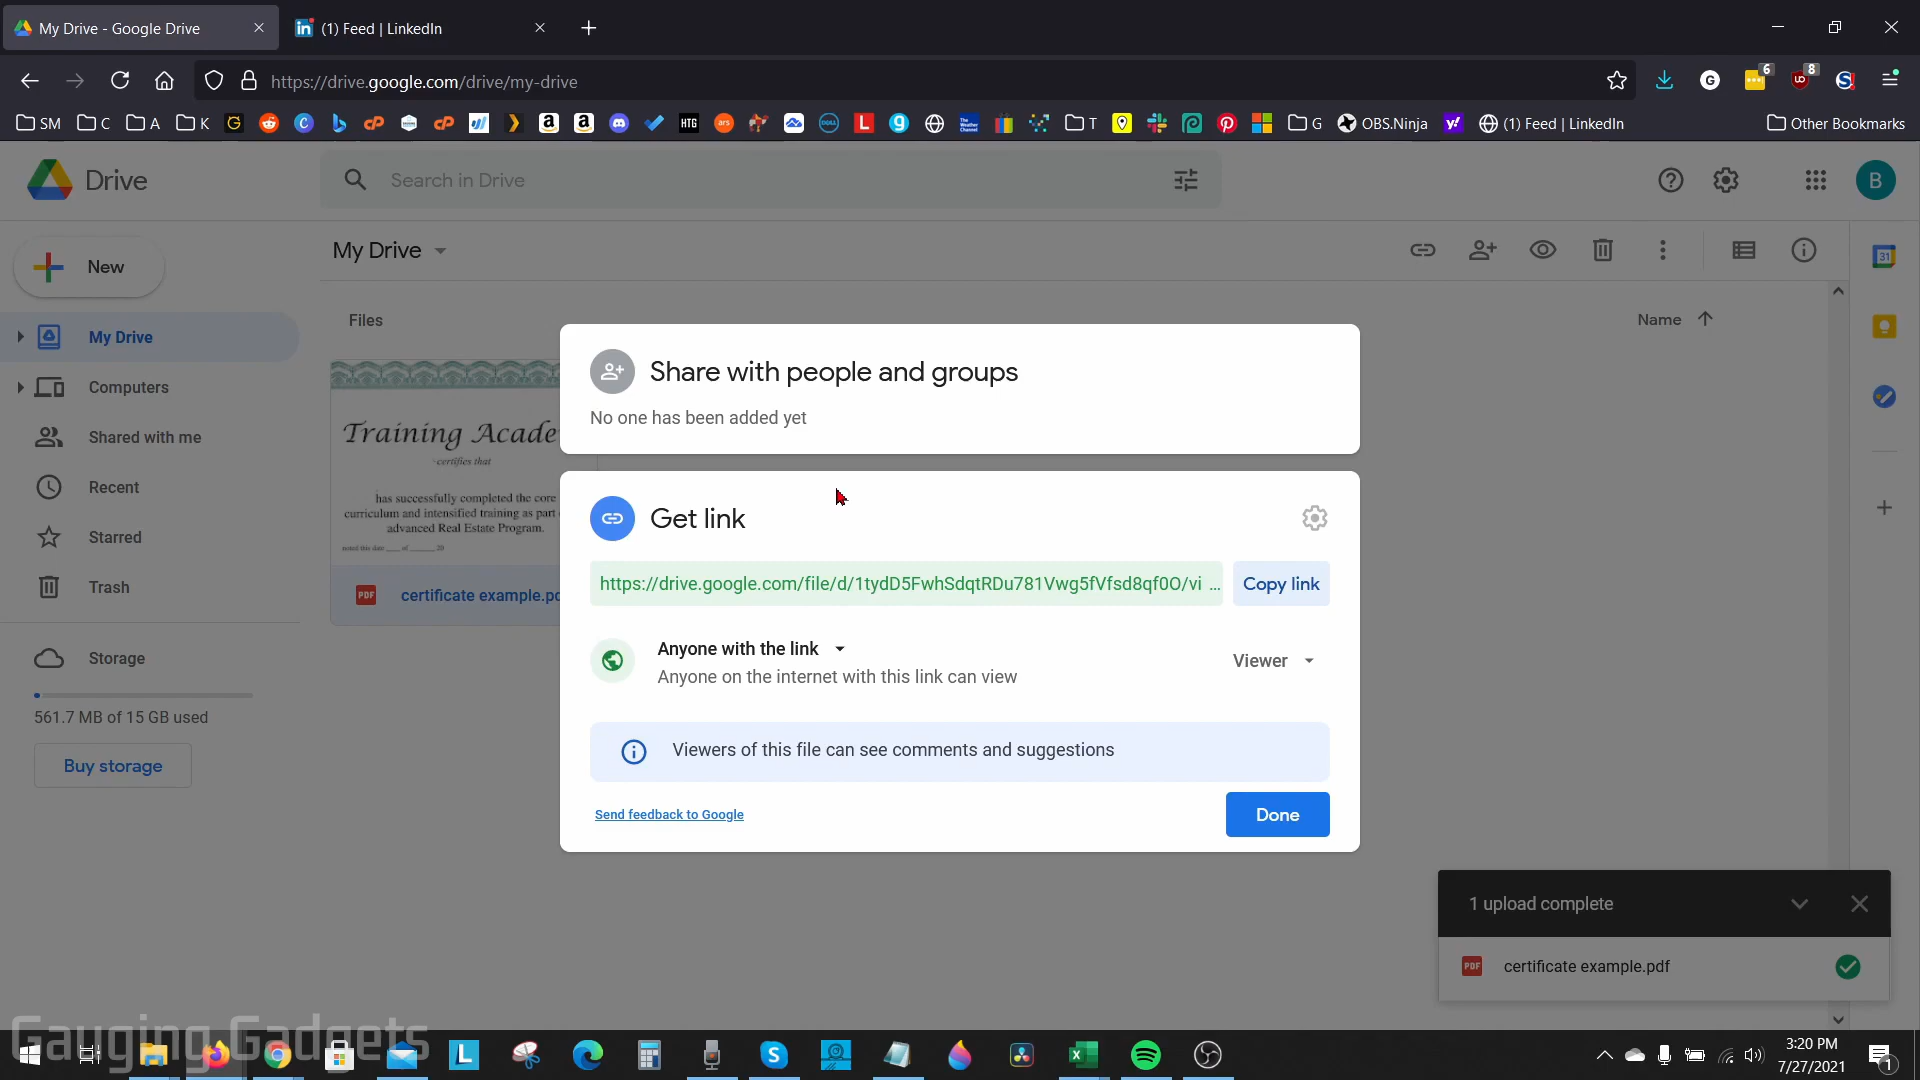 My Drive - Google Drive
(1) Feed | LinkedIn
https://drive.google.com/drive/my-drive
6
8
SM
C
A
K
T
G
OBS.Ninja
(1) Feed | LinkedIn
Other Bookmarks
Drive
Search in Drive
B
New
My Drive
My Drive
Computers
Shared with me
Recent
Starred
Trash
Storage
561.7 MB of 15 GB used
Buy storage
Files
Name
Training Acade
certifies that
has successfully completed the core
curriculum and intensified training as part
advanced Real Estate Program.
PDF
certificate example.pd
Share with people and groups
No one has been added yet
Get link
https://drive.google.com/file/d/1tydD5FwhSdqtRDu781Vwg5fVfsd8qf0O/vi ...
Copy link
Anyone with the link
Anyone on the internet with this link can view
Viewer
Viewers of this file can see comments and suggestions
Send feedback to Google
Done
1 upload complete
PDF
certificate example.pdf
31
Gauging Gadgets
3:20 PM
7/27/2021
1